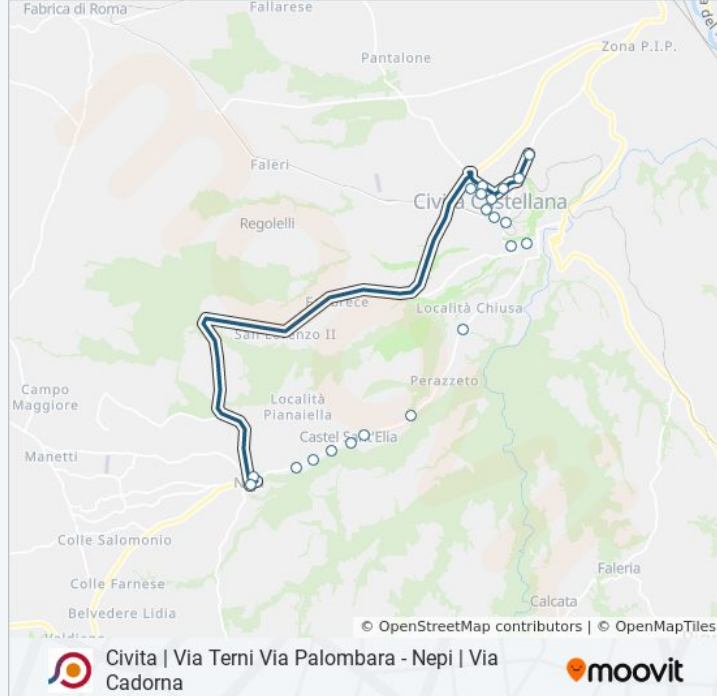 Fabrica di Roma
Fallarese
Zona P.I.P.
Pantalone
Faleri
Civita Castellana
Regolelli
Località Chiusa
San Lorenzo II
Perazzeto
Campo
Maggiore
Località
Pianaiella
Castel Sant'Elia
Manetti
Colle Salomonio
Colle Farnese
Faleria
Belvedere Lidia
Calcata
© OpenStreetMap contributors | © OpenMapTiles
Civita | Via Terni Via Palombara - Nepi | Via
Cadorna
moovit